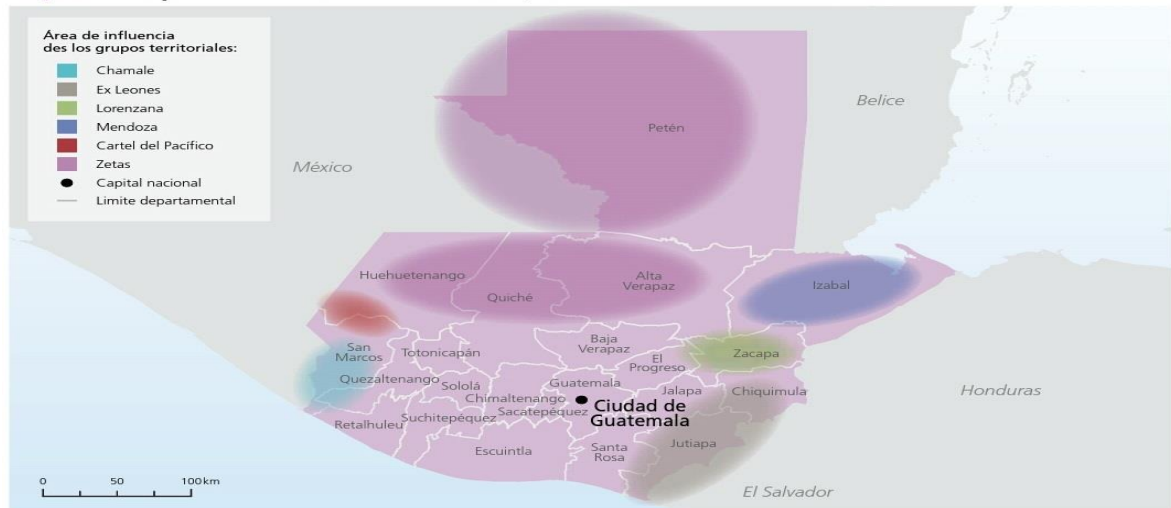 Área de influencia
des los grupos territoriales:
Chamale
Ex Leones
Lorenzana
Mendoza
Cartel del Pacífico
Zetas
Capital nacional
Limite departamental
Belice
Petén
México
Huehuetenango
Alta
Verapaz
Quiché
Izabal
San
Marcos
Totonicapán
Baja
Verapaz
El
Progreso
Zacapa
Quezaltenango
Sololá
Guatemala
Jalapa
Chiquimula
Honduras
Chimaltenango
Sacatepéquez
Ciudad de
Guatemala
Retalhuleu
Suchitepéquez
Escuintla
Santa
Rosa
Jutiapa
El Salvador
0 50 100 km